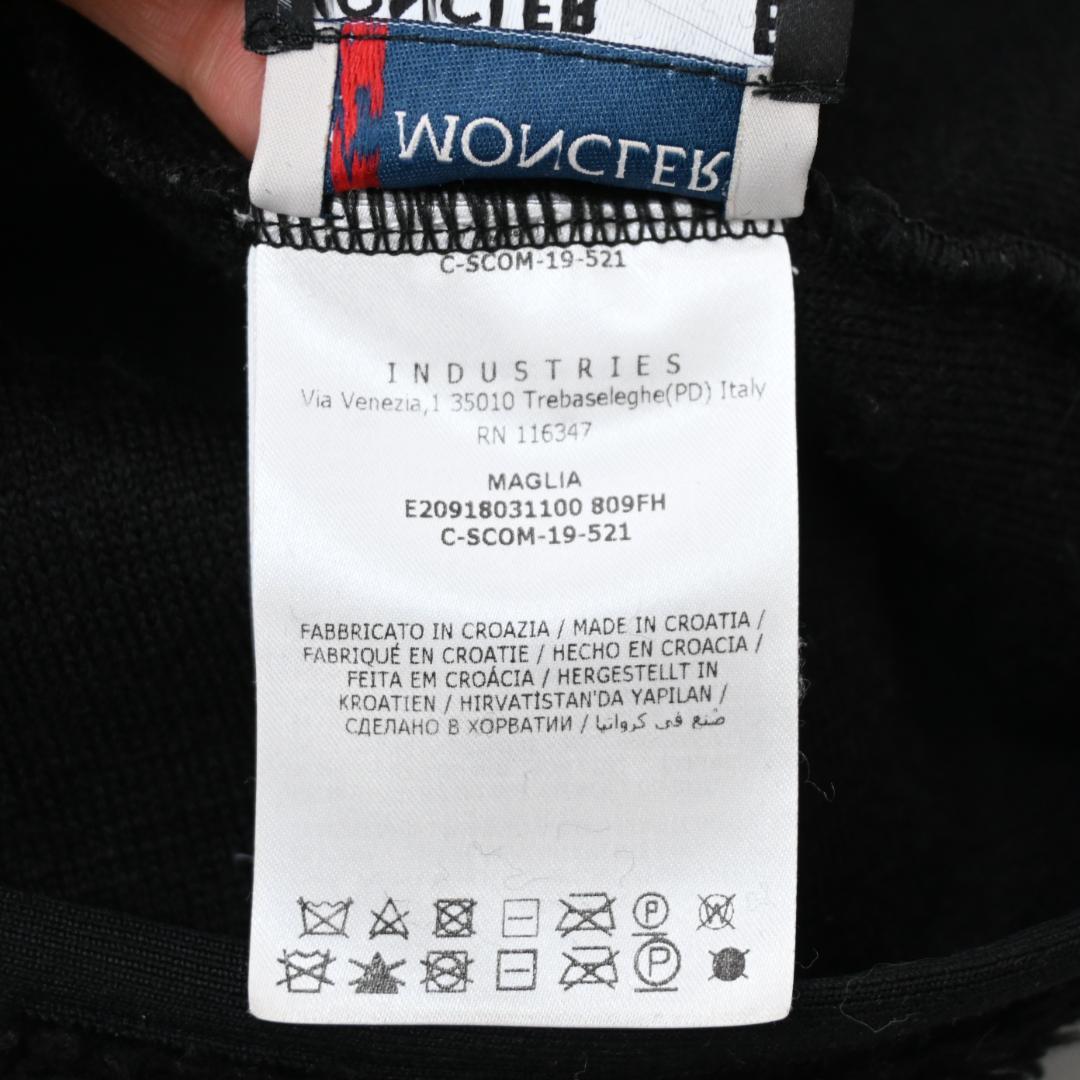 MONCLER
MONCLER
C-SCOM-19-521
INDUSTRIES
Via Venezia,1 35010 Trebaseleghe(PD) Italy
RN 116347
MAGLIA
E20918031100 809FH
C-SCOM-19-521
FABBRICATO IN CROAZIA / MADE IN CROATIA /
FABRIQUÉ EN CROATIE / HECHO EN CROACIA /
FEITA EM CROÁCIA / HERGESTELLT IN
KROATIEN / HIRVATİSTAN'DA YAPILAN /
СДЕЛАНО В ХОРВАТИИ / صنع في كرواتيا
P W
P